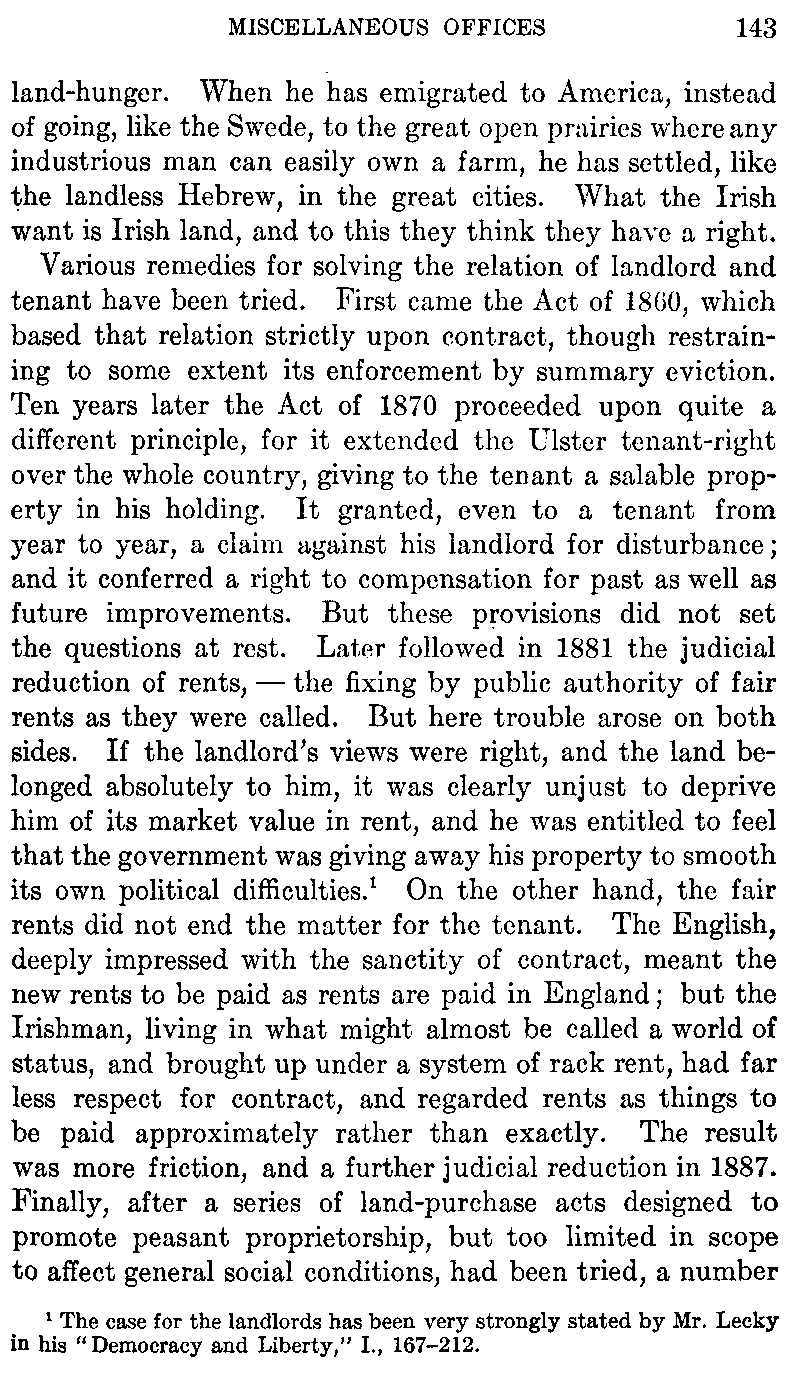 MISCELLANEOUS OFFICES 143
land-hunger. When he has emigrated to America, instead
of going, like the Swede, to the great open prairies where any
industrious man can easily own a farm, he has settled, like
the landless Hebrew, in the great cities. What the Irish
want is Irish land, and to this they think they have a right.
Various remedies for solving the relation of landlord and
tenant have been tried. First came the Act of 1860, which
based that relation strictly upon contract, though restrain-
ing to some extent its enforcement by summary eviction.
Ten years later the Act of 1870 proceeded upon quite a
different principle, for it extended the Ulster tenant-right
over the whole country, giving to the tenant a salable prop-
erty in his holding. It granted, even to a tenant from
year to year, a claim against his landlord for disturbance;
and it conferred a right to compensation for past as well as
future improvements. But these provisions did not set
the questions at rest. Later followed in 1881 the judicial
reduction of rents, — the fixing by public authority of fair
rents as they were called. But here trouble arose on both
sides. If the landlord's views were right, and the land be-
longed absolutely to him, it was clearly unjust to deprive
him of its market value in rent, and he was entitled to feel
that the government was giving away his property to smooth
its own political difficulties.¹ On the other hand, the fair
rents did not end the matter for the tenant. The English,
deeply impressed with the sanctity of contract, meant the
new rents to be paid as rents are paid in England; but the
Irishman, living in what might almost be called a world of
status, and brought up under a system of rack rent, had far
less respect for contract, and regarded rents as things to
be paid approximately rather than exactly. The result
was more friction, and a further judicial reduction in 1887.
Finally, after a series of land-purchase acts designed to
promote peasant proprietorship, but too limited in scope
to affect general social conditions, had been tried, a number
¹ The case for the landlords has been very strongly stated by Mr. Lecky
in his "Democracy and Liberty," I., 167-212.